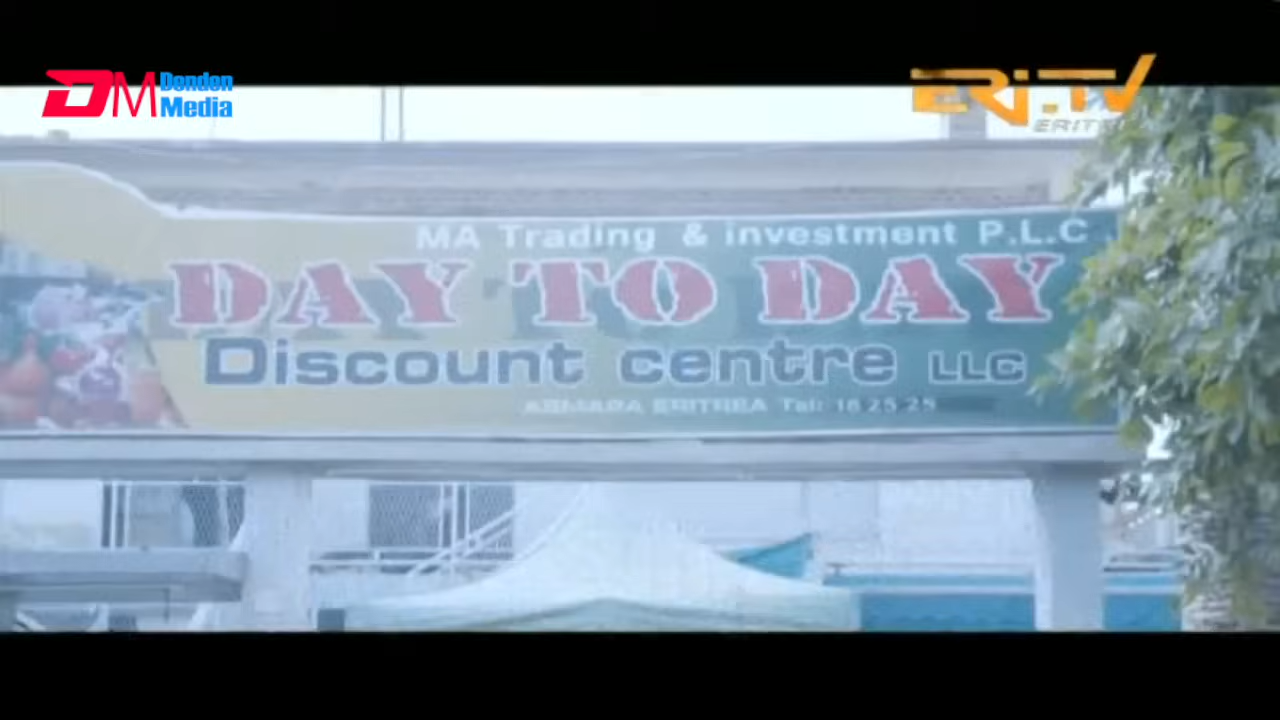 DM Dendon Media
ERi.TV
MA Trading & investment P.L.C
DAY TO DAY
Discount centre LLC
ASMARA ERITREA Tel: 18 25 25